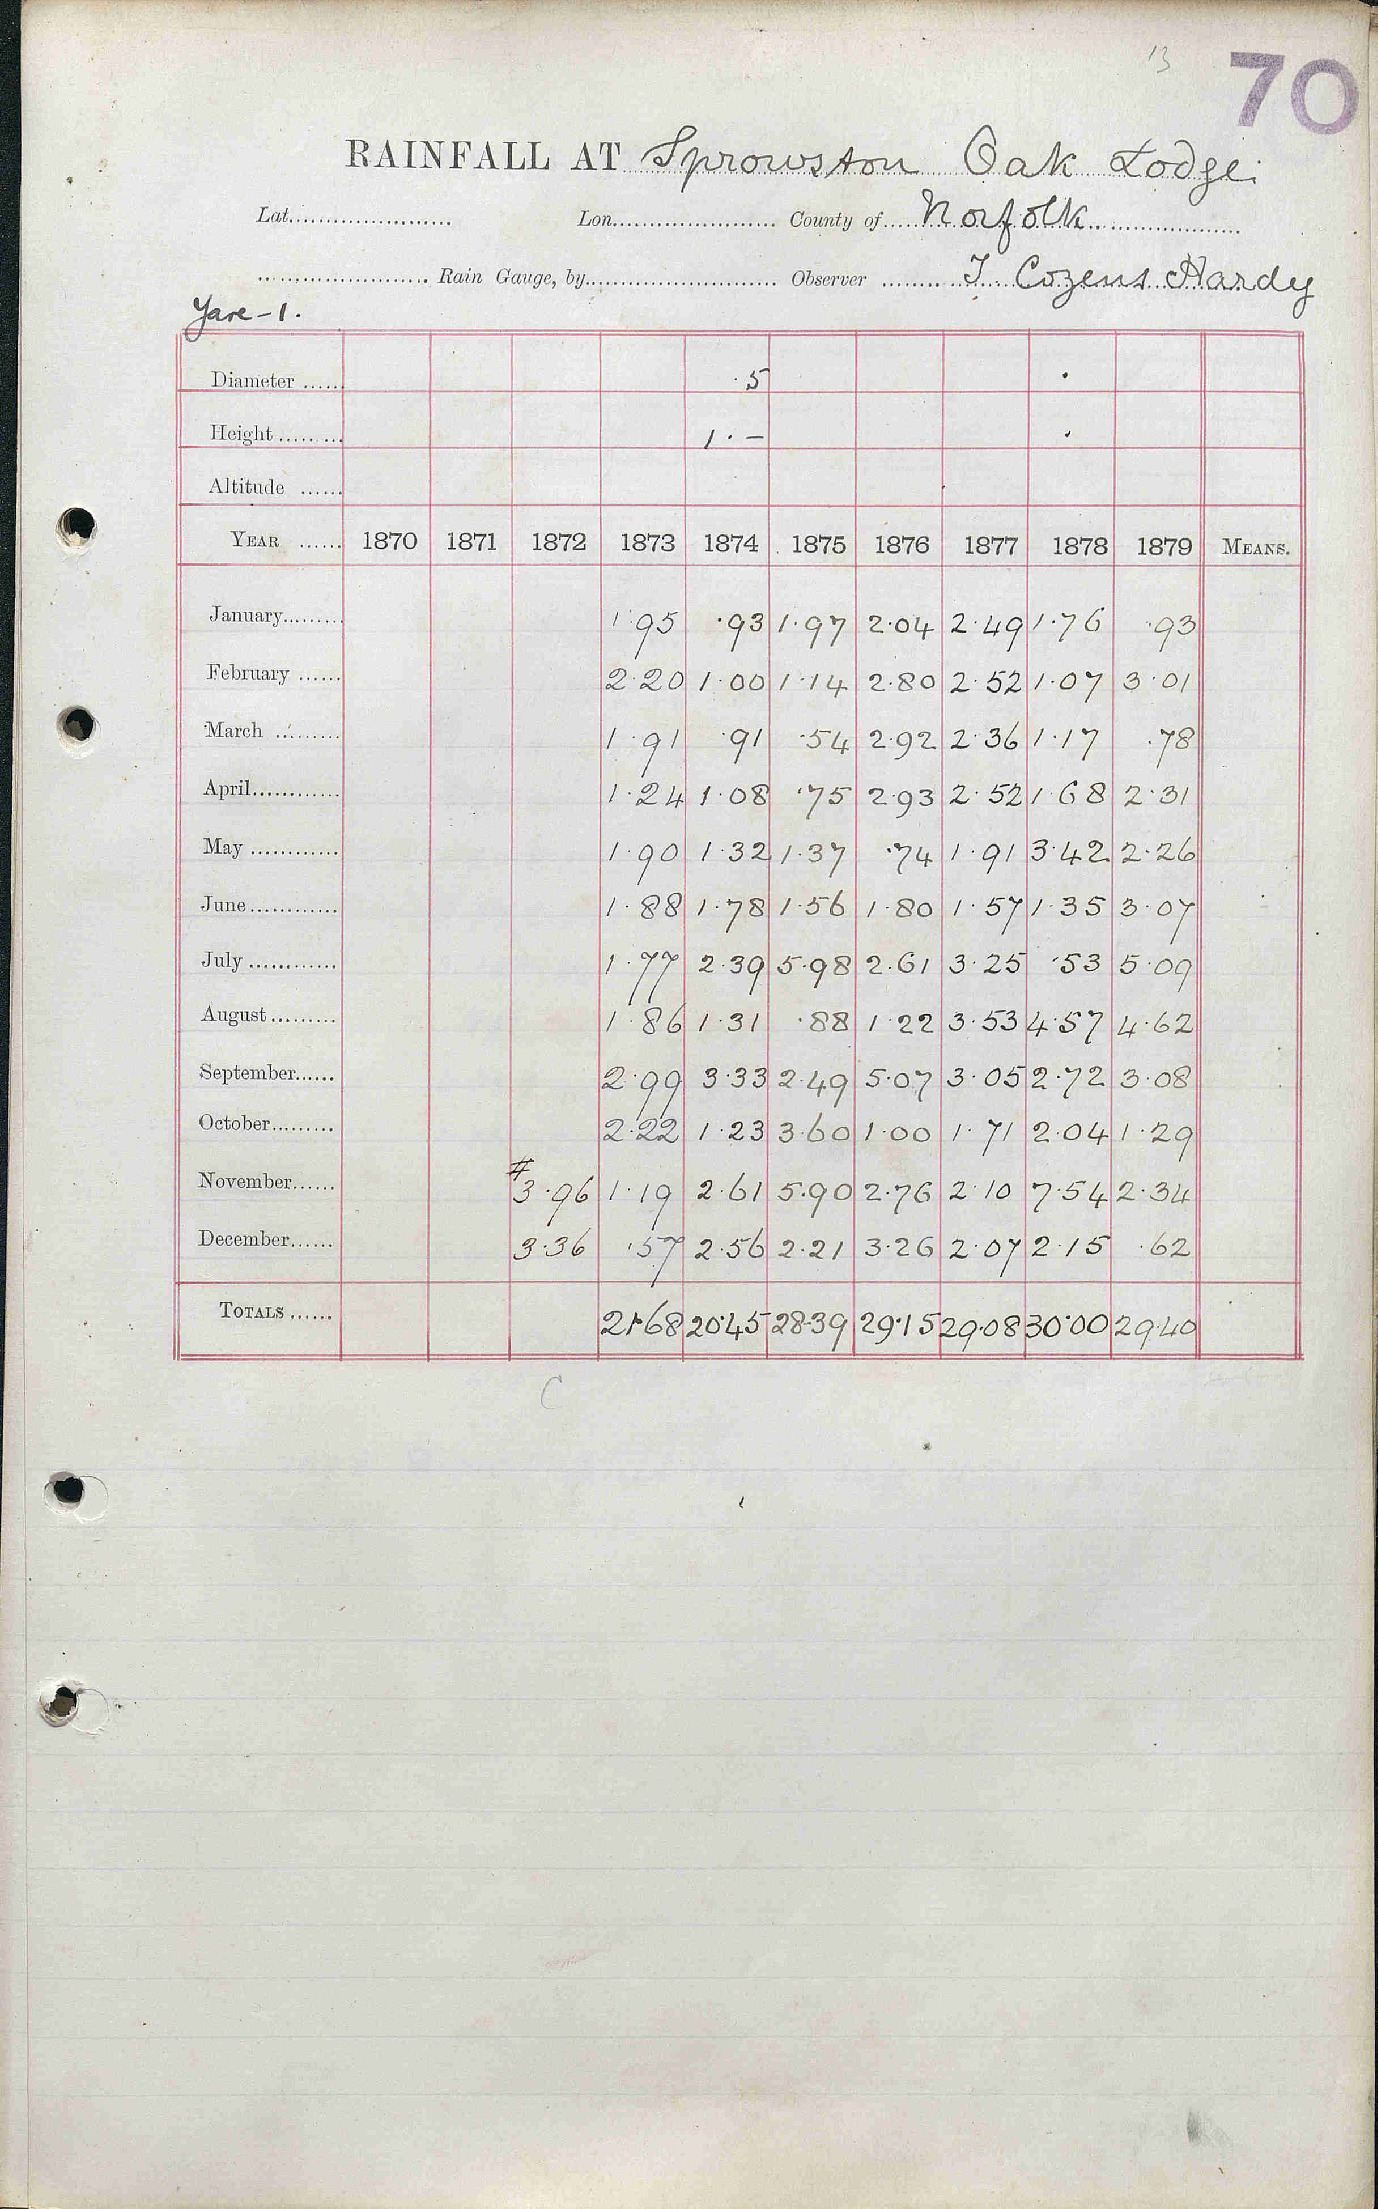 13
70
RAINFALL AT Sprowston Oak Lodge.
Lat. Lon. County of Norfolk
Rain Gauge, by Observer J. Cozens Hardy
Yare - 1.
Diameter ...... 5
Height ......... 1 . -
Altitude ......
YEAR ...... 1870 1871 1872 1873 1874 1875 1876 1877 1878 1879 MEANS.
January......... 1.95 .93 1.97 2.04 2.49 1.76 .93
February ...... 2.20 1.00 1.14 2.80 2.52 1.07 3.01
March ......... 1.91 .91 .54 2.92 2.36 1.17 .78
April............ 1.24 1.08 .75 2.93 2.52 1.68 2.31
May ............ 1.90 1.32 1.37 .74 1.91 3.42 2.26
June............ 1.88 1.78 1.56 1.80 1.57 1.35 3.07
July ............ 1.77 2.39 5.98 2.61 3.25 .53 5.09
August ......... 1.86 1.31 .88 1.22 3.53 4.57 4.62
September...... 2.99 3.33 2.49 5.07 3.05 2.72 3.08
October......... 2.22 1.23 3.60 1.00 1.71 2.04 1.29
November...... # 3.96 1.19 2.61 5.90 2.76 2.10 7.54 2.34
December...... 3.36 .57 2.56 2.21 3.26 2.07 2.15 .62
TOTALS ...... 21.68 20.45 28.39 29.15 29.08 30.00 29.40
C